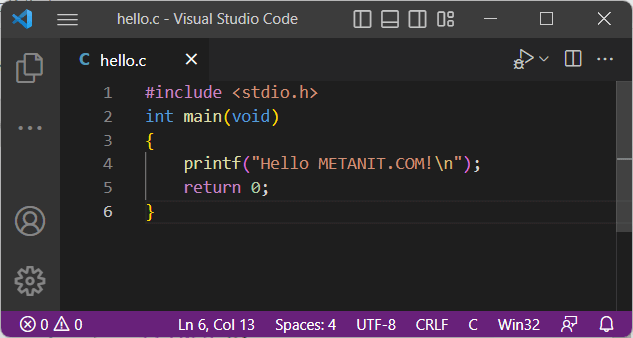 hello.c - Visual Studio Code
C hello.c
1 #include <stdio.h>
2 int main(void)
3 {
4     printf("Hello METANIT.COM!\n");
5     return 0;
6 }
0 0 Ln 6, Col 13 Spaces: 4 UTF-8 CRLF C Win32